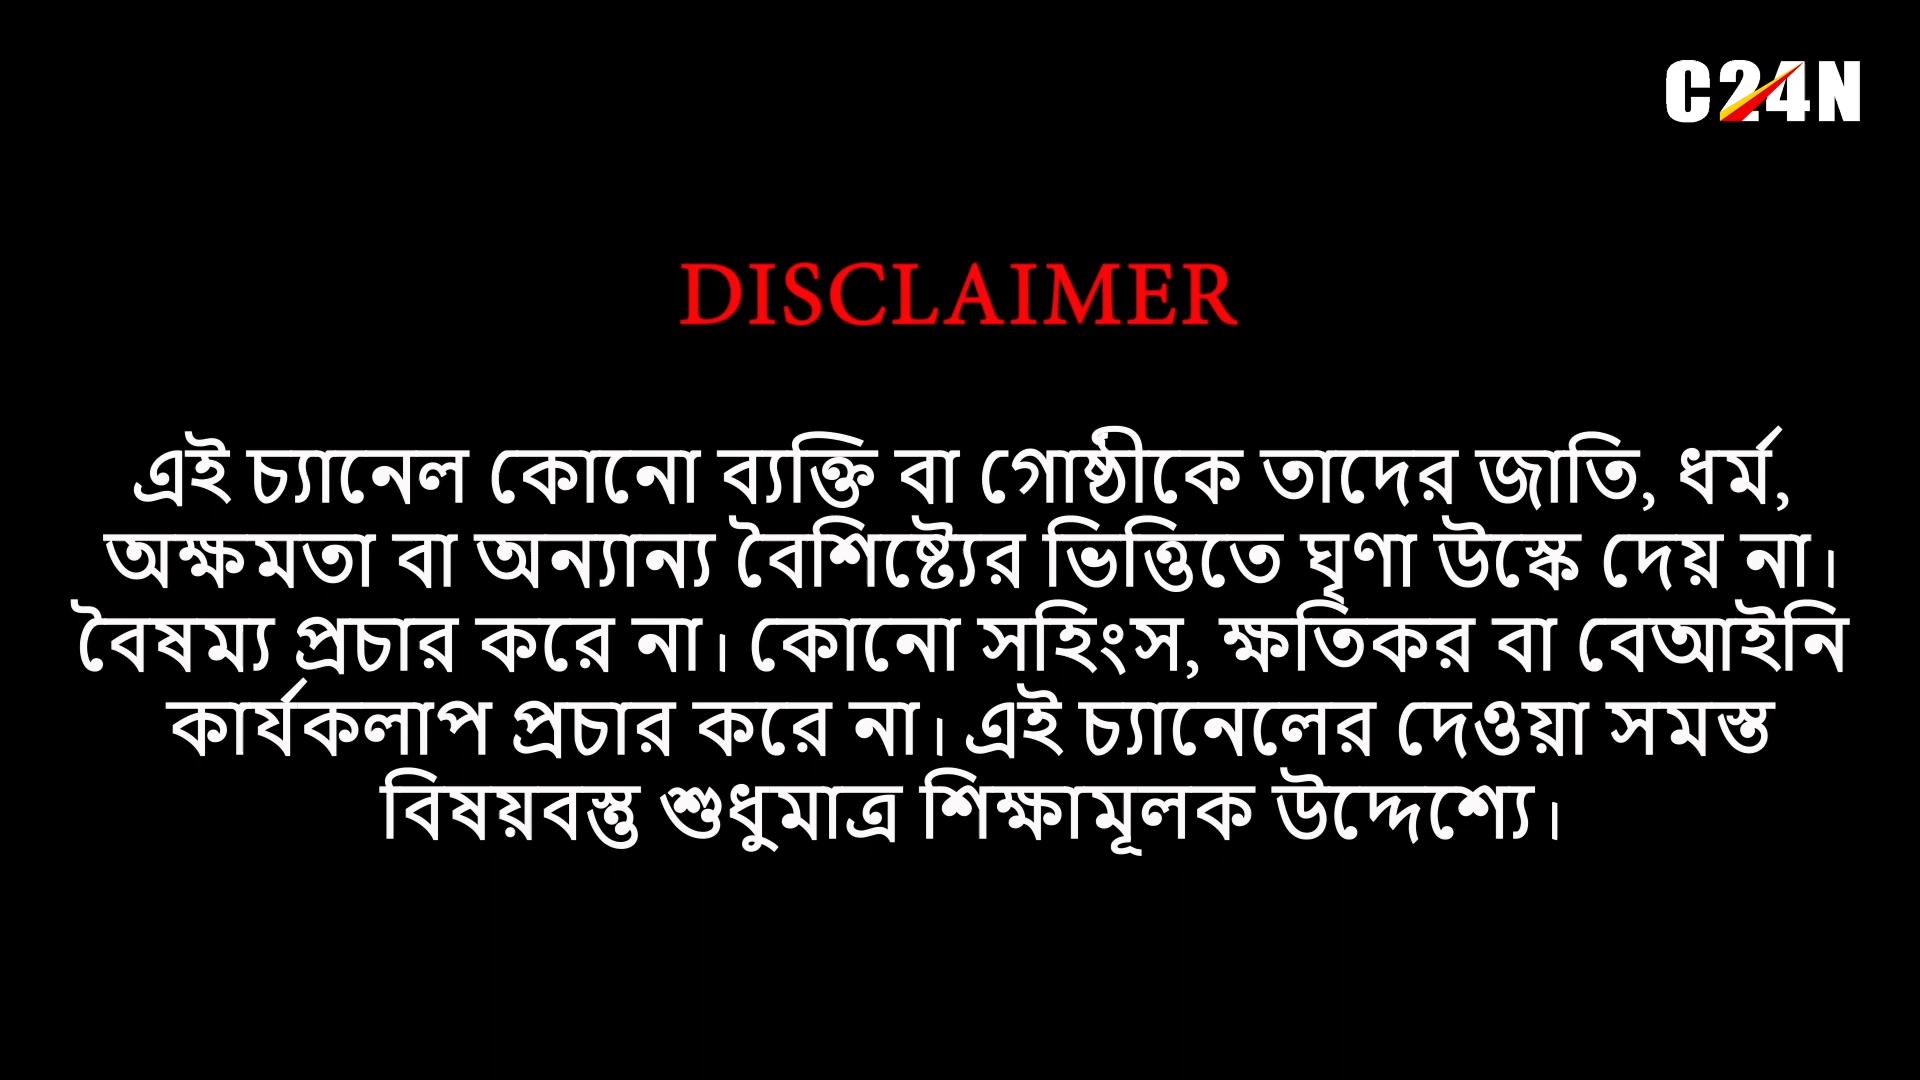 C24N
DISCLAIMER
এই চ্যানেল কোনো ব্যক্তি বা গোষ্ঠীকে তাদের জাতি, ধর্ম,
অক্ষমতা বা অন্যান্য বৈশিষ্ট্যের ভিত্তিতে ঘৃণা উস্কে দেয় না।
বৈষম্য প্রচার করে না। কোনো সহিংস, ক্ষতিকর বা বেআইনি
কার্যকলাপ প্রচার করে না। এই চ্যানেলের দেওয়া সমস্ত
বিষয়বস্তু শুধুমাত্র শিক্ষামূলক উদ্দেশ্যে।